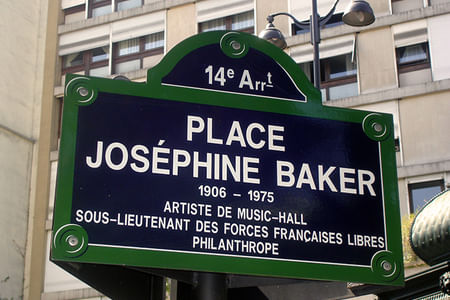 14e Arrt
PLACE
JOSÉPHINE BAKER
1906 – 1975
ARTISTE DE MUSIC–HALL
SOUS–LIEUTENANT DES FORCES FRANÇAISES LIBRES
PHILANTHROPE